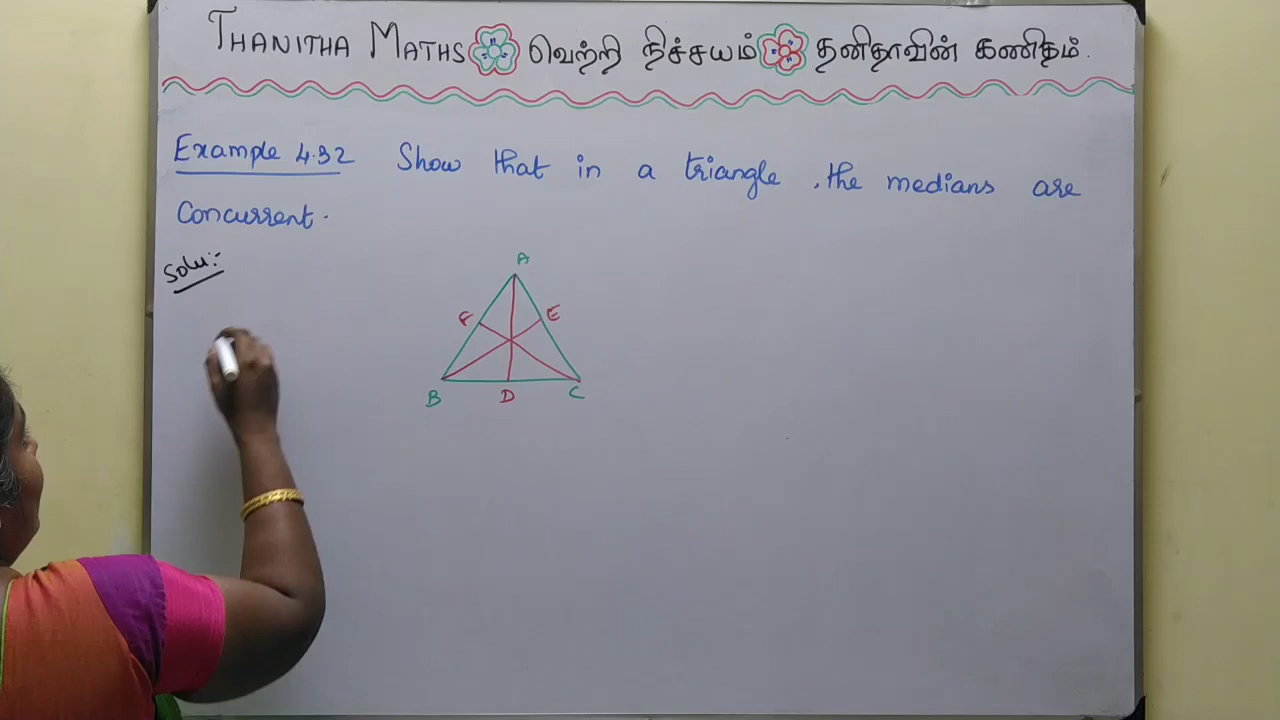 THANITHA MATHS வெற்றி நிச்சயம் தனிதாவின் கணிதம்.
Example 4.32 Show that in a triangle, the medians are
Concurrent.
Solu:-
A
F E
B D C